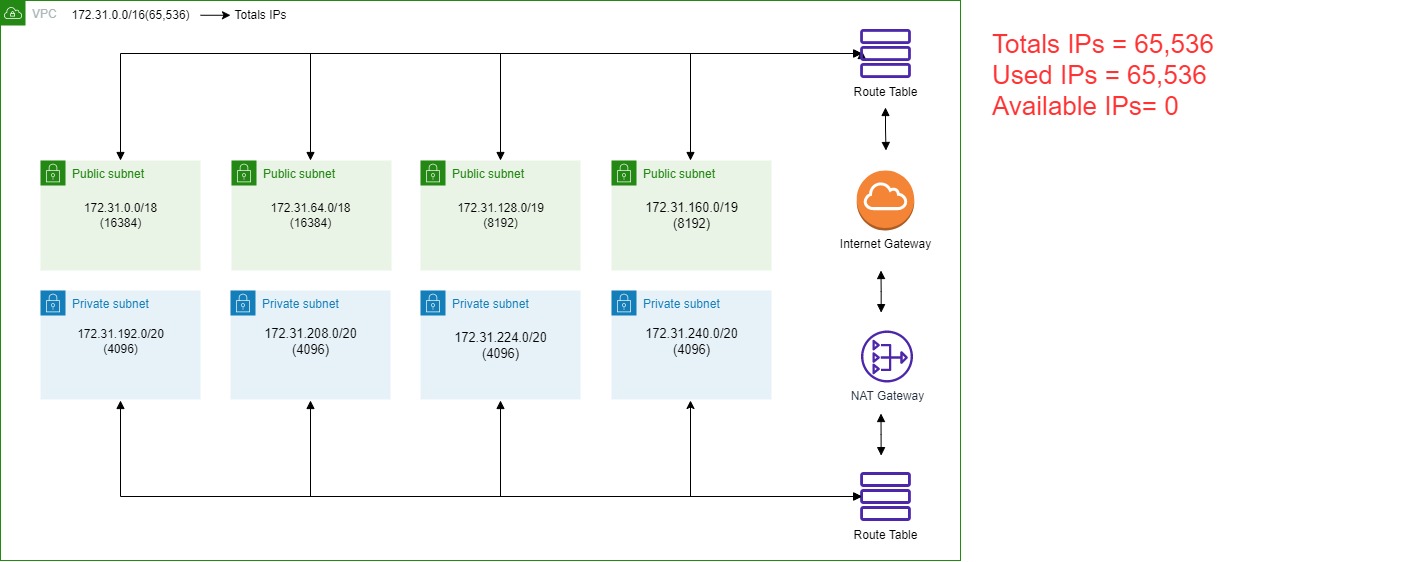 VPC 172.31.0.0/16(65,536) Totals IPs
Totals IPs = 65,536
Used IPs = 65,536
Available IPs= 0
Route Table
Public subnet
172.31.0.0/18
(16384)
Public subnet
172.31.64.0/18
(16384)
Public subnet
172.31.128.0/19
(8192)
Public subnet
172.31.160.0/19
(8192)
Internet Gateway
Private subnet
172.31.192.0/20
(4096)
Private subnet
172.31.208.0/20
(4096)
Private subnet
172.31.224.0/20
(4096)
Private subnet
172.31.240.0/20
(4096)
NAT Gateway
Route Table